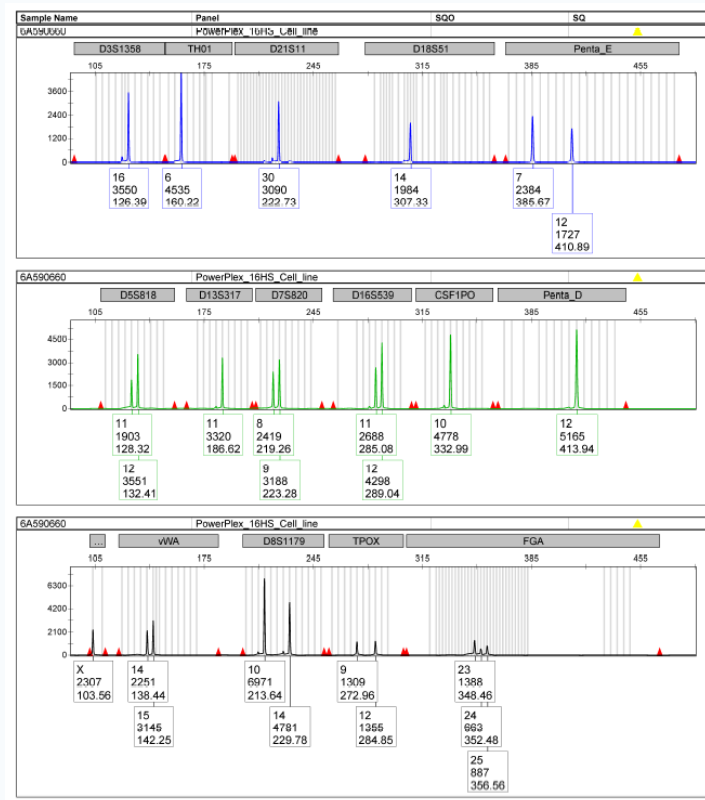 Sample Name Panel SQO SQ
6A590660 PowerPlex_16HS_Cell_line
D3S1358 TH01 D21S11 D18S51 Penta_E
105 175 245 315 385 455
3600
2400
1200
0
16 6 30 14 7
3550 4535 3090 1984 2384
126.39 160.22 222.73 307.33 385.67
12
1727
410.89
6A590660 PowerPlex_16HS_Cell_line
D5S818 D13S317 D7S820 D16S539 CSF1PO Penta_D
105 175 245 315 385 455
4500
3000
1500
0
11 11 8 11 10 12
1903 3320 2419 2688 4778 5165
128.32 186.62 219.26 285.08 332.99 413.94
12 9 12
3551 3188 4298
132.41 223.28 289.04
6A590660 PowerPlex_16HS_Cell_line
... vWA D8S1179 TPOX FGA
105 175 245 315 385 455
6300
4200
2100
0
X 14 10 9 23
2307 2251 6971 1309 1388
103.56 138.44 213.64 272.96 348.46
15 14 12 24
3145 4781 1355 663
142.25 229.78 284.85 352.48
25
887
356.56